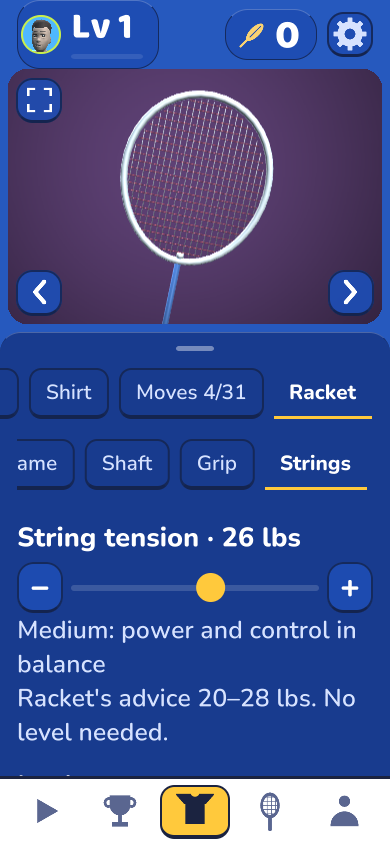 Lv 1
0
Shirt
Moves 4/31
Racket
ame
Shaft
Grip
Strings
String tension · 26 lbs
Medium: power and control in
balance
Racket's advice 20–28 lbs. No
level needed.